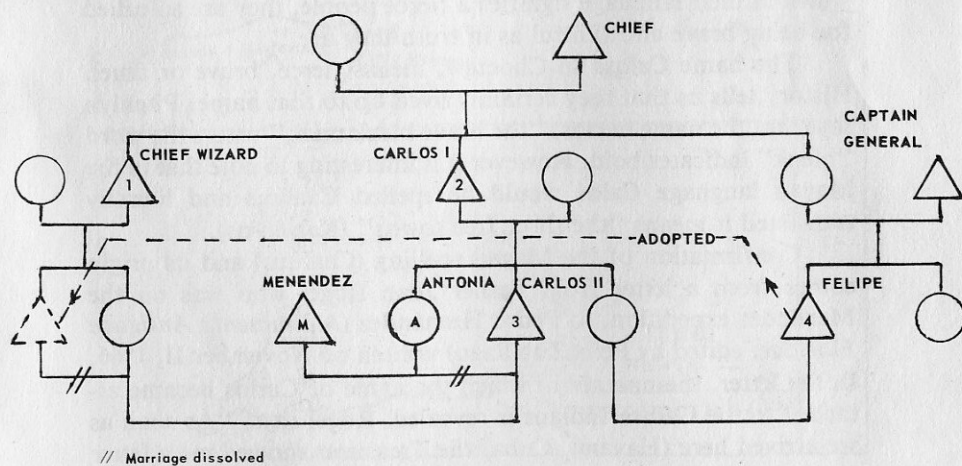 CHIEF
CAPTAIN
GENERAL
CHIEF WIZARD
CARLOS I
1
2
ADOPTED
MENENDEZ
ANTONIA
CARLOS II
FELIPE
M
A
3
4
// Marriage dissolved